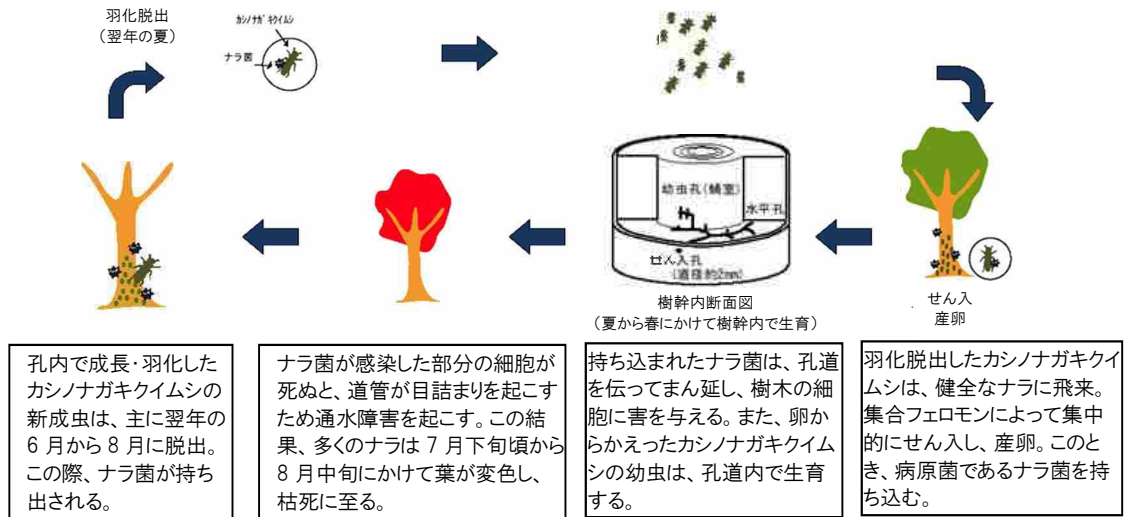 羽化脱出
（翌年の夏）
カシノナガキクイムシ
ナラ菌
幼虫孔（蛹室）
水平孔
せん入孔
（直径約2mm）
樹幹内断面図
（夏から春にかけて樹幹内で生育）
せん入
産卵
孔内で成長・羽化した
カシノナガキクイムシの
新成虫は、主に翌年の
6月から8月に脱出。
この際、ナラ菌が持ち
出される。
ナラ菌が感染した部分の細胞が
死ぬと、道管が目詰まりを起こす
ため通水障害を起こす。この結
果、多くのナラは7月下旬頃から
8月中旬にかけて葉が変色し、
枯死に至る。
持ち込まれたナラ菌は、孔道
を伝ってまん延し、樹木の細
胞に害を与える。また、卵か
らかえったカシノナガキクイム
シの幼虫は、孔道内で生育
する。
羽化脱出したカシノナガキクイ
ムシは、健全なナラに飛来。
集合フェロモンによって集中
的にせん入し、産卵。このと
き、病原菌であるナラ菌を持
ち込む。